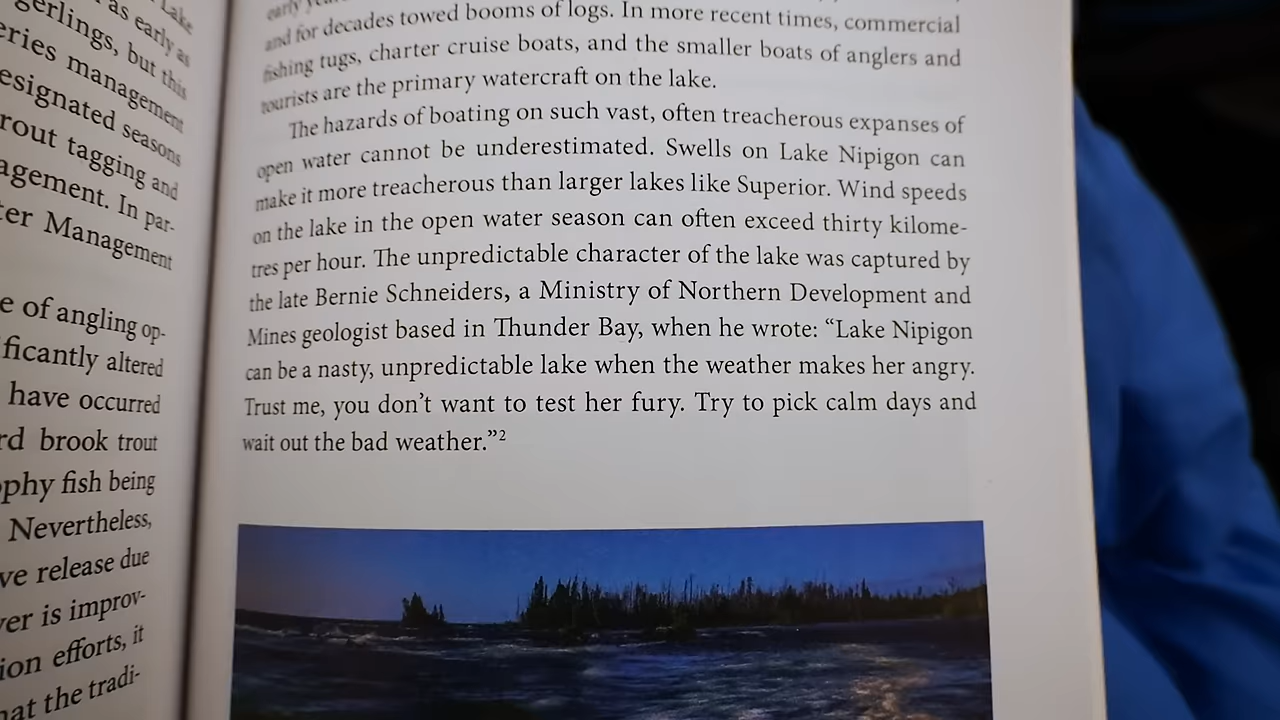 Lake
as early as
gerlings, but this
eries management
esignated seasons
rout tagging and
agement. In par-
ter Management
e of angling op-
ficantly altered
have occurred
rd brook trout
phy fish being
Nevertheless,
ve release due
ver is improv-
ion efforts, it
at the tradi-
early
and for decades towed booms of logs. In more recent times, commercial
fishing tugs, charter cruise boats, and the smaller boats of anglers and
tourists are the primary watercraft on the lake.
The hazards of boating on such vast, often treacherous expanses of
open water cannot be underestimated. Swells on Lake Nipigon can
make it more treacherous than larger lakes like Superior. Wind speeds
on the lake in the open water season can often exceed thirty kilome-
tres per hour. The unpredictable character of the lake was captured by
the late Bernie Schneiders, a Ministry of Northern Development and
Mines geologist based in Thunder Bay, when he wrote: “Lake Nipigon
can be a nasty, unpredictable lake when the weather makes her angry.
Trust me, you don’t want to test her fury. Try to pick calm days and
wait out the bad weather.”2